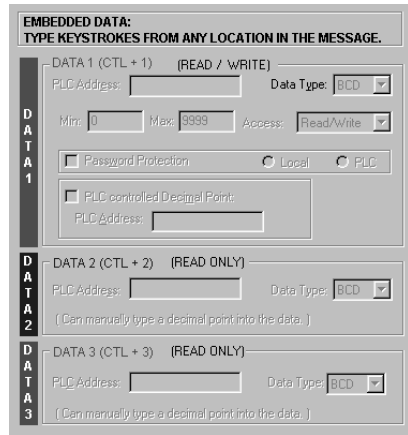 EMBEDDED DATA:
TYPE KEYSTROKES FROM ANY LOCATION IN THE MESSAGE.
DATA 1
DATA 1 (CTL + 1) (READ / WRITE)
PLC Address: Data Type: BCD
Min: 0 Max: 9999 Access: Read/Write
Password Protection Local PLC
PLC controlled Decimal Point:
PLC Address:
DATA 2
DATA 2 (CTL + 2) (READ ONLY)
PLC Address: Data Type: BCD
( Can manually type a decimal point into the data. )
DATA 3
DATA 3 (CTL + 3) (READ ONLY)
PLC Address: Data Type: BCD
( Can manually type a decimal point into the data. )